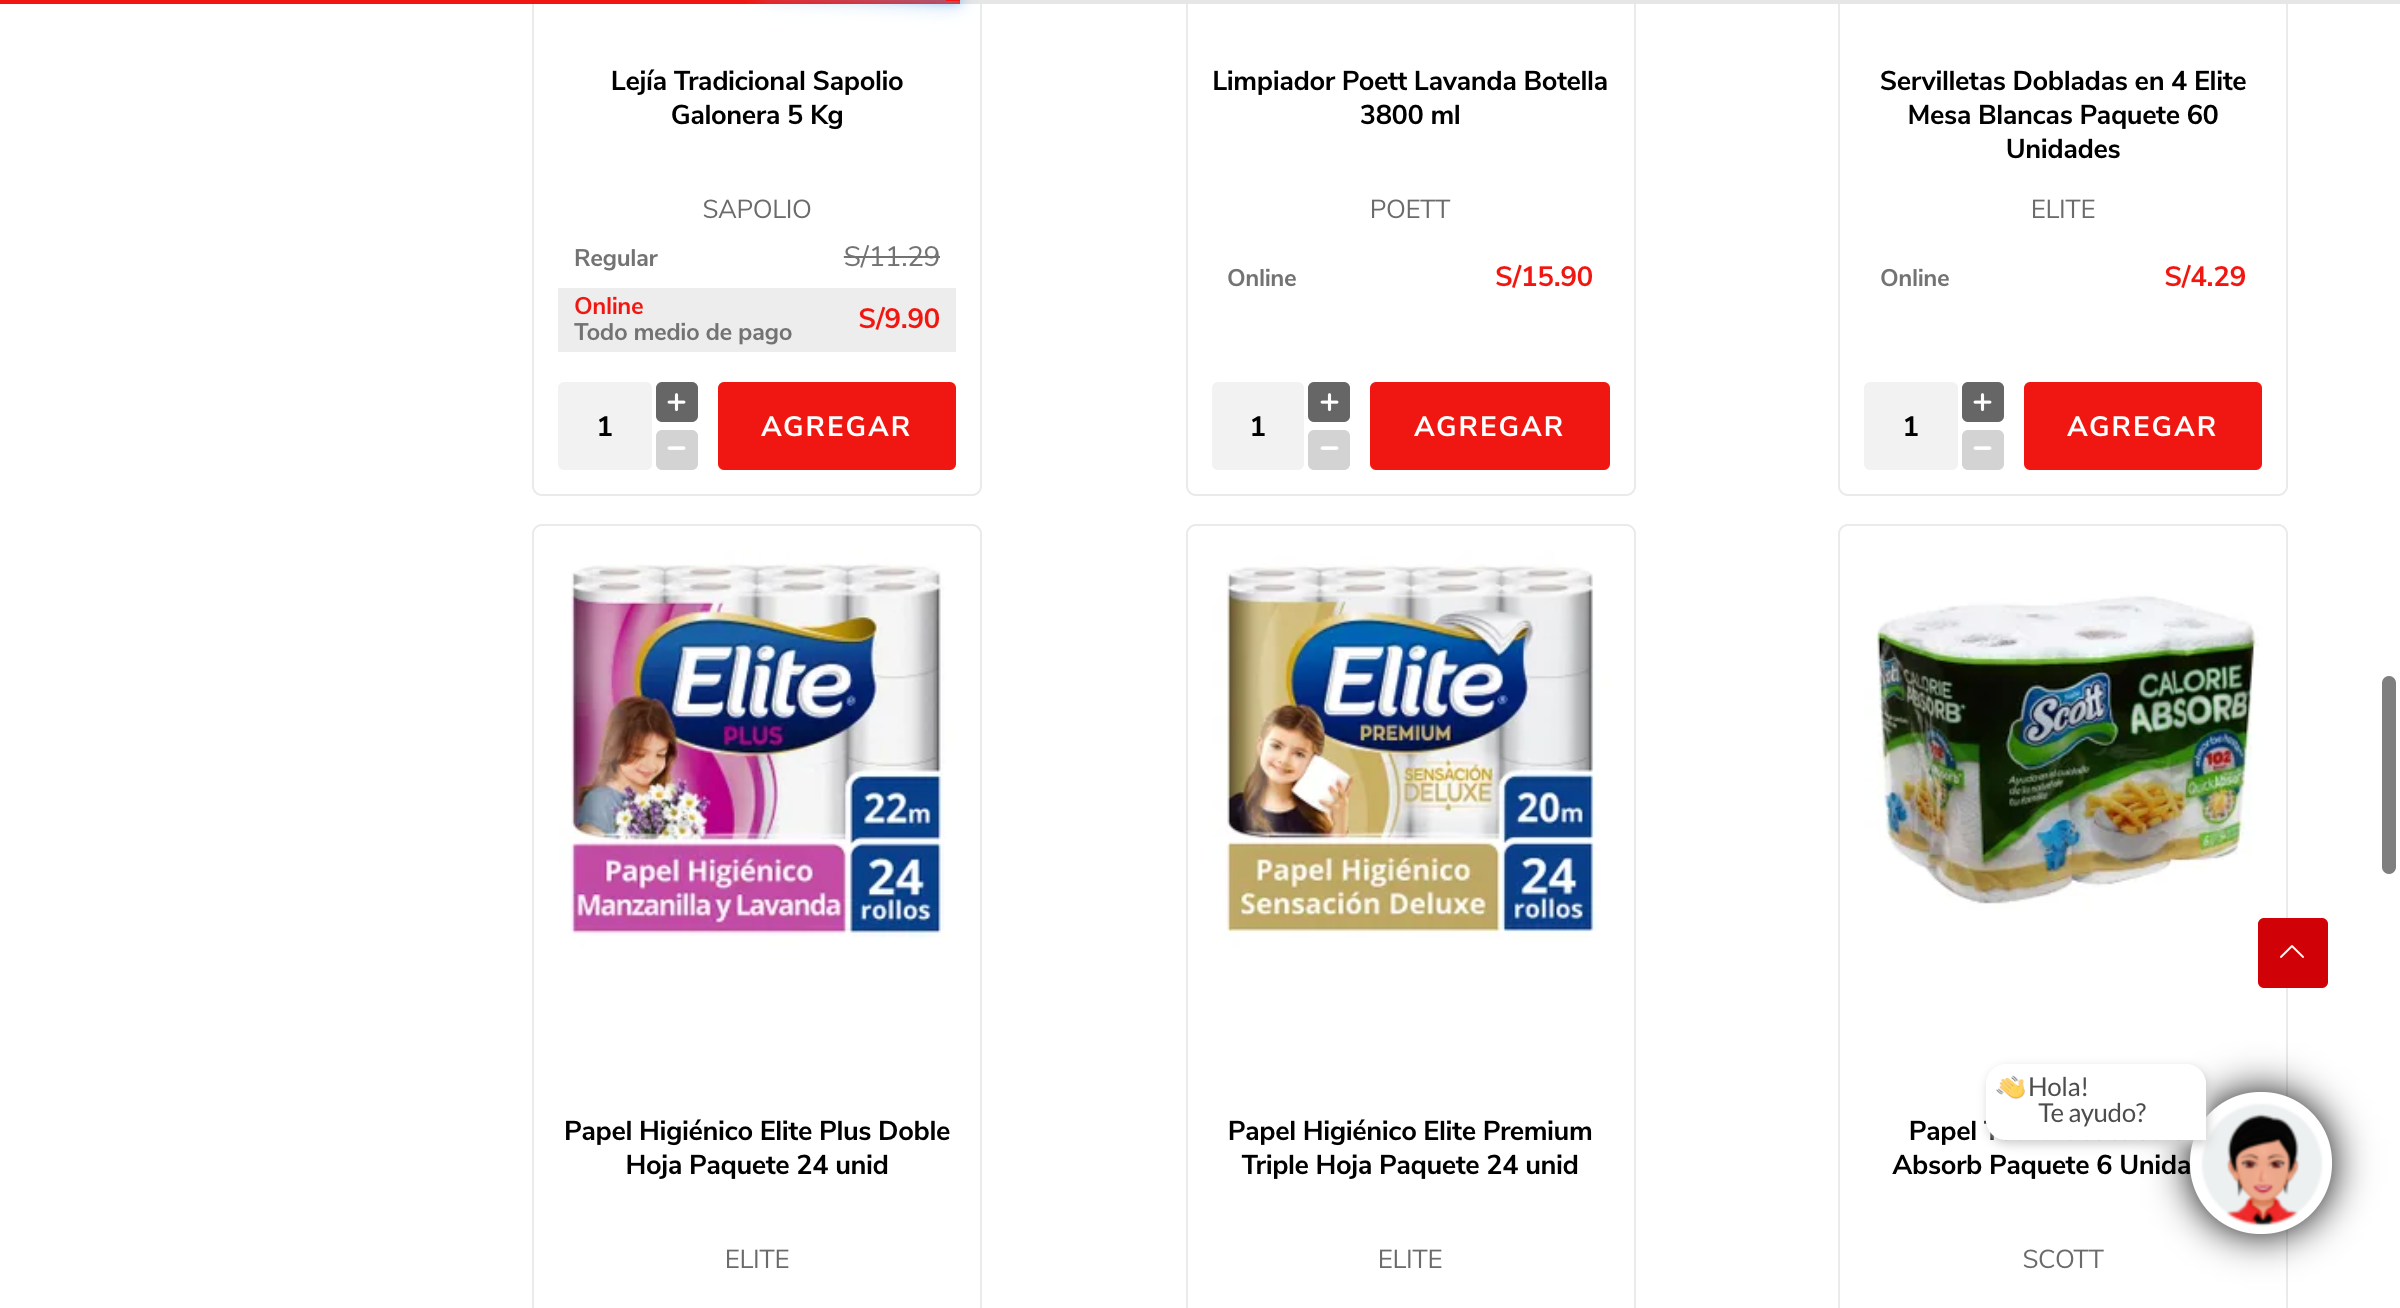 Lejía Tradicional Sapolio
Galonera 5 Kg
SAPOLIO
Regular S/11.29
Online
Todo medio de pago
S/9.90
1
+
−
AGREGAR
Limpiador Poett Lavanda Botella
3800 ml
POETT
Online S/15.90
1
+
−
AGREGAR
Servilletas Dobladas en 4 Elite
Mesa Blancas Paquete 60
Unidades
ELITE
Online S/4.29
1
+
−
AGREGAR
Elite
PLUS
22m
24
rollos
Papel Higiénico
Manzanilla y Lavanda
Papel Higiénico Elite Plus Doble
Hoja Paquete 24 unid
ELITE
Elite
PREMIUM
SENSACIÓN
DELUXE
20m
24
rollos
Papel Higiénico
Sensación Deluxe
Papel Higiénico Elite Premium
Triple Hoja Paquete 24 unid
ELITE
Scott
CALORIE
ABSORB
102
Papel
Absorb Paquete 6 Unida
SCOTT
👋 Hola!
Te ayudo?